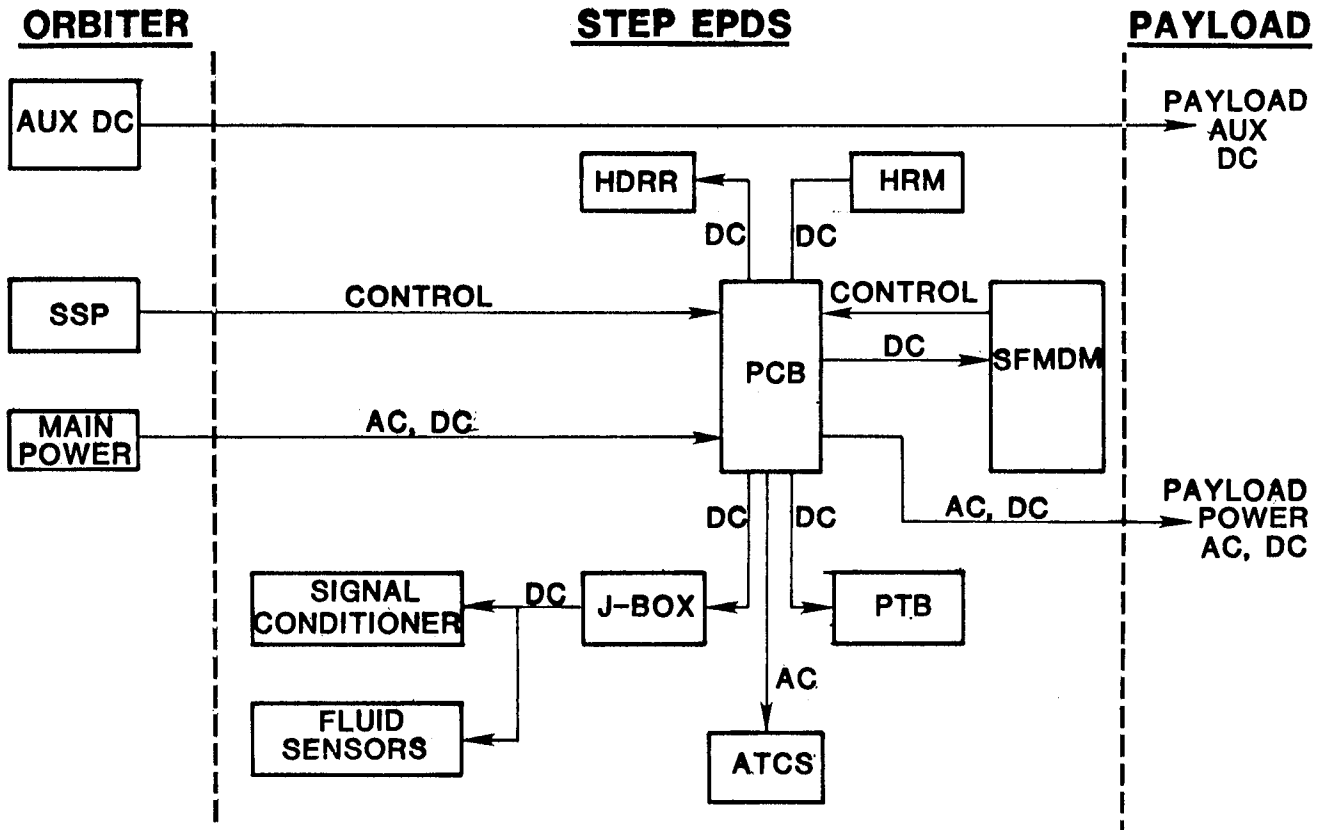 ORBITER
STEP EPDS
PAYLOAD
AUX DC
PAYLOAD
AUX
DC
HDRR
HRM
DC
DC
SSP
CONTROL
CONTROL
PCB
DC
SFMDM
MAIN
POWER
AC, DC
DC
DC
AC, DC
PAYLOAD
POWER
AC, DC
SIGNAL
CONDITIONER
DC
J-BOX
PTB
AC
FLUID
SENSORS
ATCS